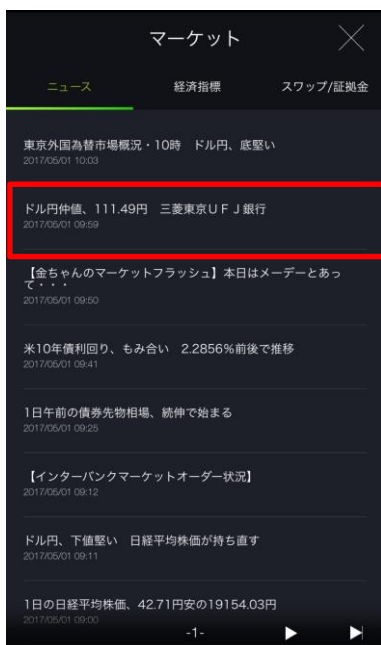 マーケット
ニュース 経済指標 スワップ/証拠金
東京外国為替市場概況・10時 ドル円、底堅い
2017/05/01 10:03
ドル円仲値、111.49円 三菱東京UFJ銀行
2017/05/01 09:59
【金ちゃんのマーケットフラッシュ】本日はメーデーとあっ
て・・・
2017/05/01 09:50
米10年債利回り、もみ合い 2.2856%前後で推移
2017/05/01 09:41
1日午前の債券先物相場、続伸で始まる
2017/05/01 09:25
【インターバンクマーケットオーダー状況】
2017/05/01 09:12
ドル円、下値堅い 日経平均株価が持ち直す
2017/05/01 09:11
1日の日経平均株価、42.71円安の19154.03円
2017/05/01 09:00
-1-